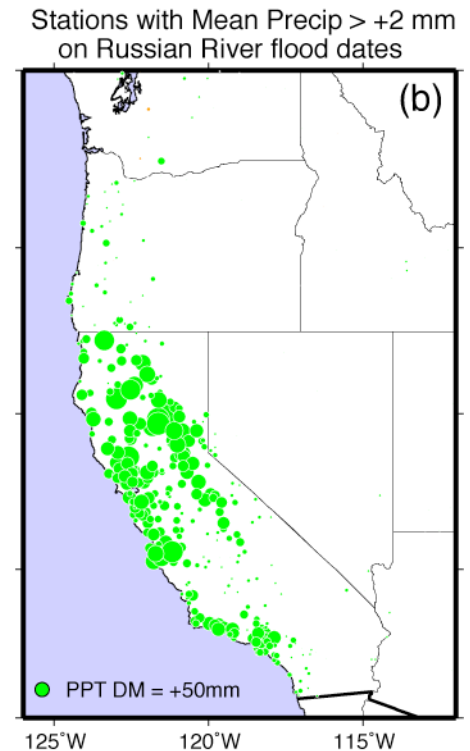 Stations with Mean Precip > +2 mm
on Russian River flood dates
(b)
PPT DM = +50mm
125°W 120°W 115°W